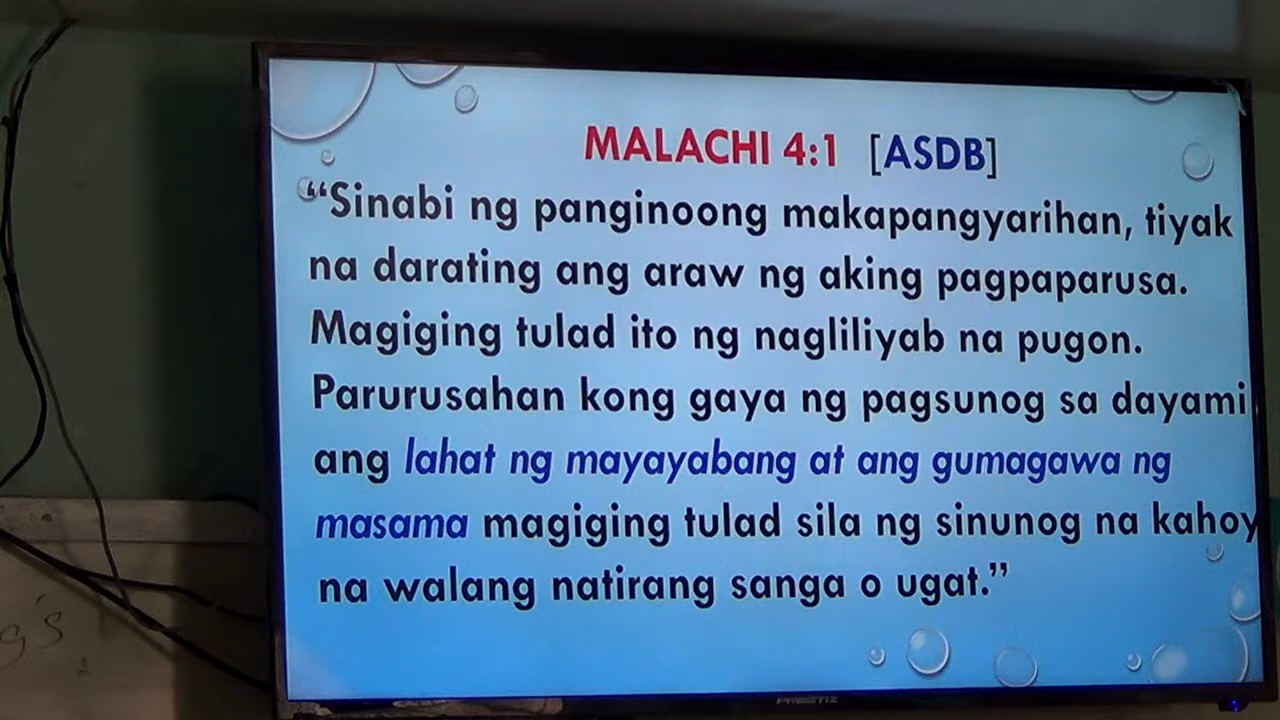 MALACHI 4:1 [ASDB]
“Sinabi ng panginoong makapangyarihan, tiyak
na darating ang araw ng aking pagpaparusa.
Magiging tulad ito ng nagliliyab na pugon.
Parurusahan kong gaya ng pagsunog sa dayami
ang lahat ng mayayabang at ang gumagawa ng
masama magiging tulad sila ng sinunog na kahoy
na walang natirang sanga o ugat.”